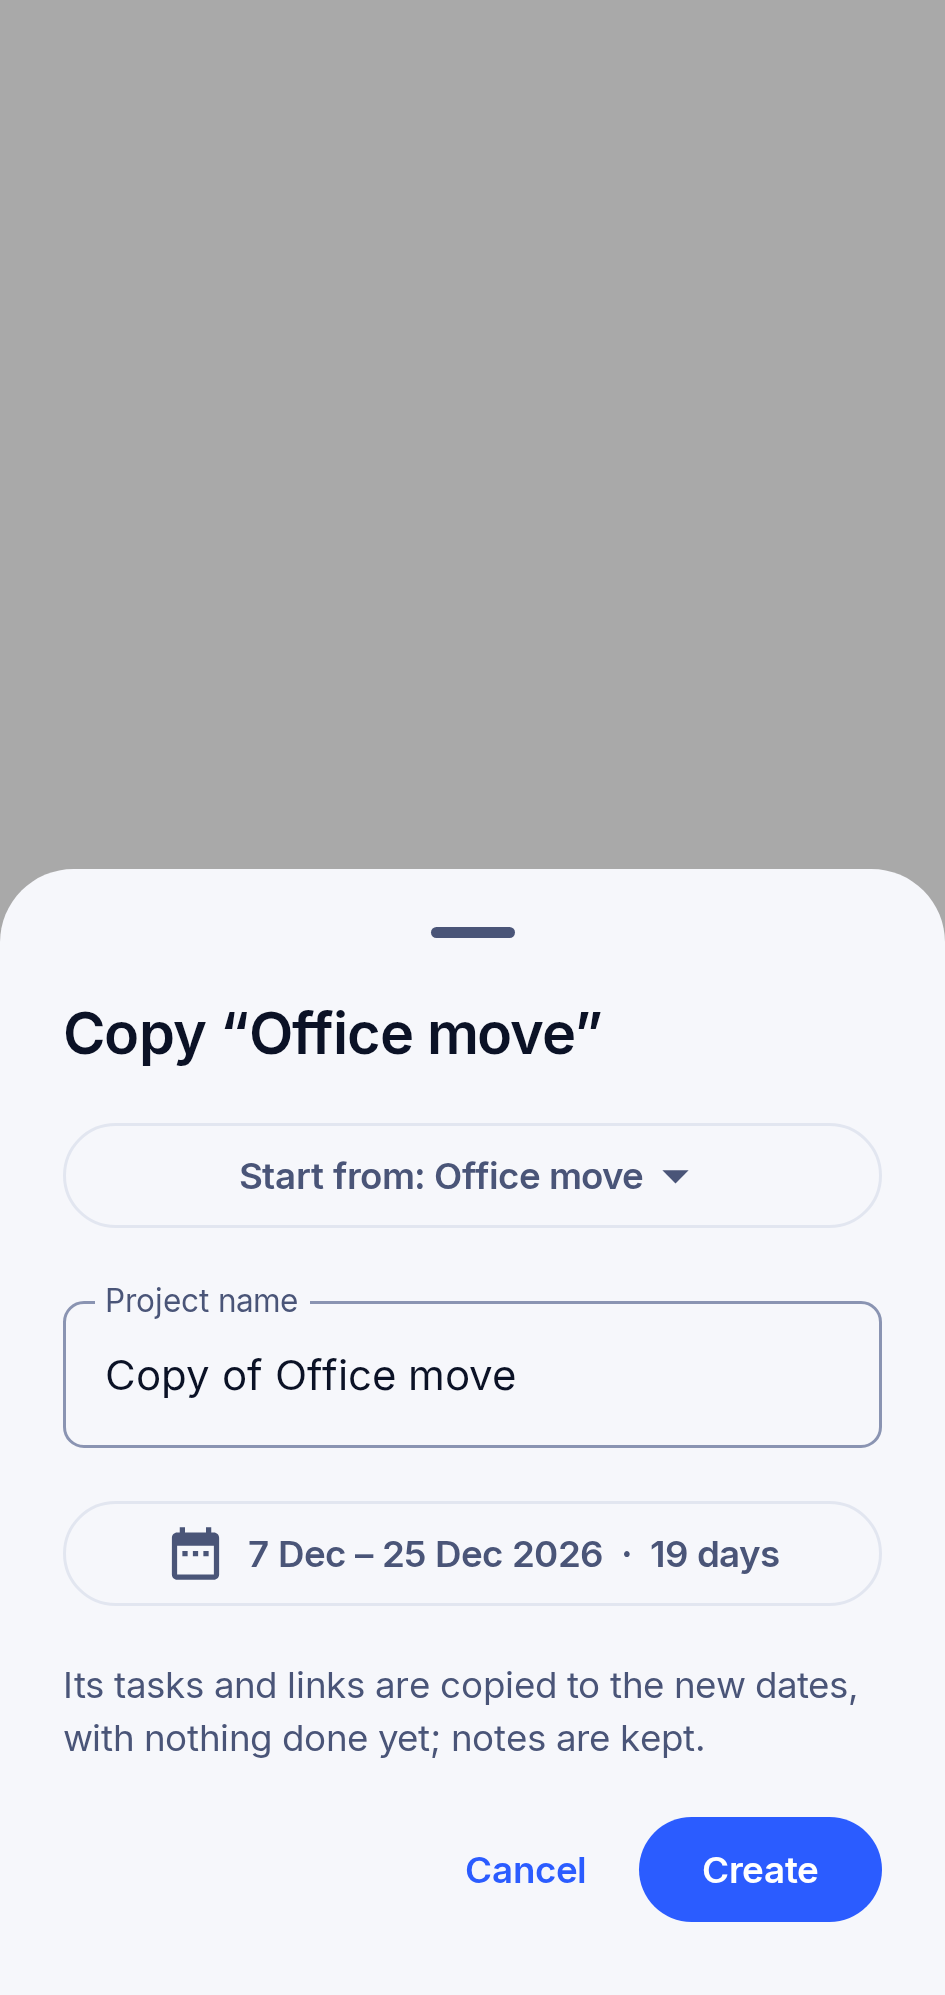 Copy “Office move”
Start from: Office move
Project name
Copy of Office move
7 Dec – 25 Dec 2026 · 19 days
Its tasks and links are copied to the new dates,
with nothing done yet; notes are kept.
Cancel
Create